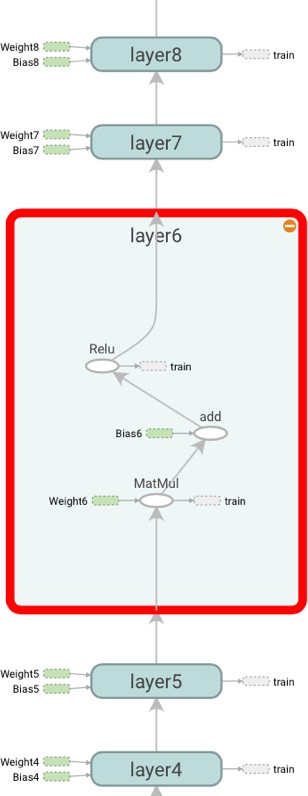 Weight8
Bias8
layer8
train
Weight7
Bias7
layer7
train
layer6
Relu
train
add
Bias6
MatMul
Weight6
train
Weight5
Bias5
layer5
train
Weight4
Bias4
layer4
train